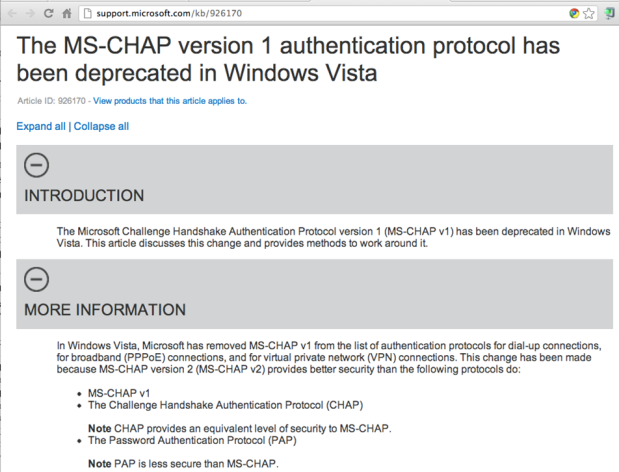 support.microsoft.com/kb/926170
The MS-CHAP version 1 authentication protocol has
been deprecated in Windows Vista
Article ID: 926170 - View products that this article applies to.
Expand all | Collapse all
INTRODUCTION
The Microsoft Challenge Handshake Authentication Protocol version 1 (MS-CHAP v1) has been deprecated in Windows
Vista. This article discusses this change and provides methods to work around it.
MORE INFORMATION
In Windows Vista, Microsoft has removed MS-CHAP v1 from the list of authentication protocols for dial-up connections,
for broadband (PPPoE) connections, and for virtual private network (VPN) connections. This change has been made
because MS-CHAP version 2 (MS-CHAP v2) provides better security than the following protocols do:
• MS-CHAP v1
• The Challenge Handshake Authentication Protocol (CHAP)
Note CHAP provides an equivalent level of security to MS-CHAP.
• The Password Authentication Protocol (PAP)
Note PAP is less secure than MS-CHAP.